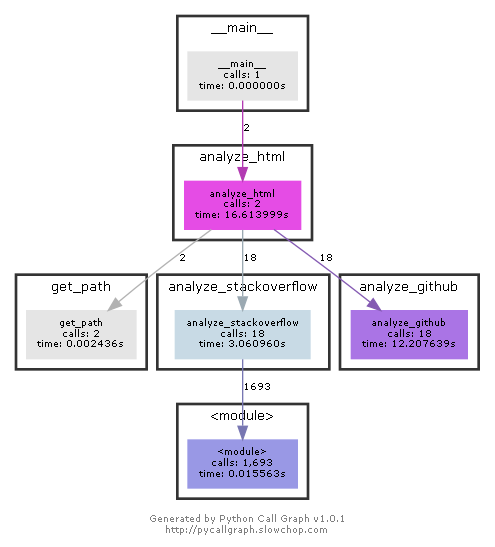 __main__
__main__
calls: 1
time: 0.000000s
2
analyze_html
analyze_html
calls: 2
time: 16.613999s
2
18
18
get_path
get_path
calls: 2
time: 0.002436s
analyze_stackoverflow
analyze_stackoverflow
calls: 18
time: 3.060960s
analyze_github
analyze_github
calls: 18
time: 12.207639s
1693
<module>
<module>
calls: 1,693
time: 0.015563s
Generated by Python Call Graph v1.0.1
http://pycallgraph.slowchop.com